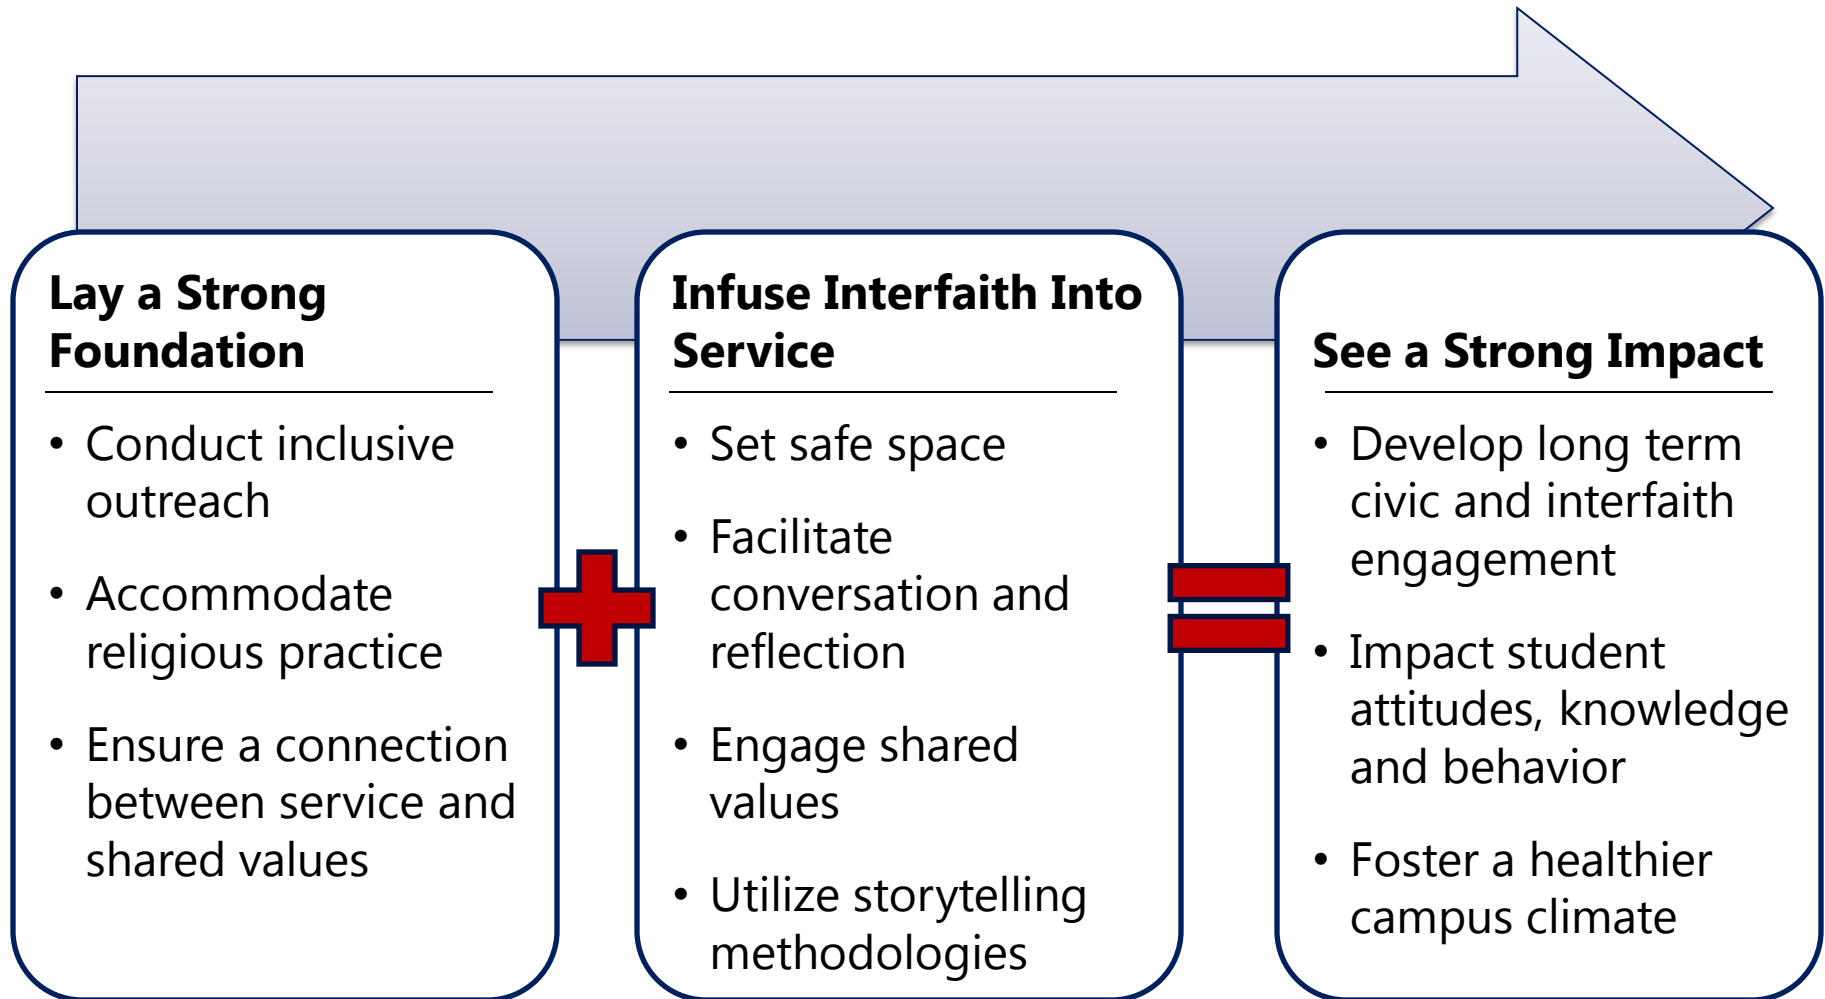 Lay a Strong
Foundation
• Conduct inclusive
outreach
• Accommodate
religious practice
• Ensure a connection
between service and
shared values
Infuse Interfaith Into
Service
• Set safe space
• Facilitate
conversation and
reflection
• Engage shared
values
• Utilize storytelling
methodologies
See a Strong Impact
• Develop long term
civic and interfaith
engagement
• Impact student
attitudes, knowledge
and behavior
• Foster a healthier
campus climate